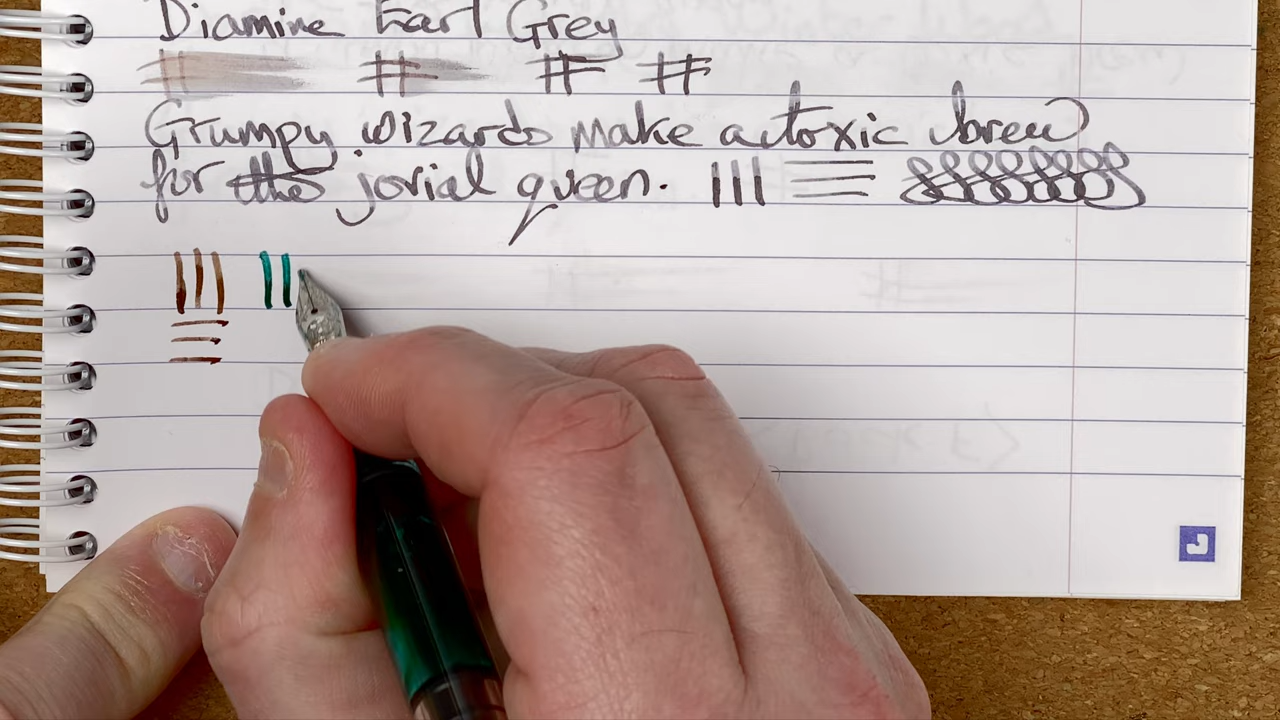 Diamine Earl Grey
Grumpy wizards make a toxic brew
for the jovial queen.